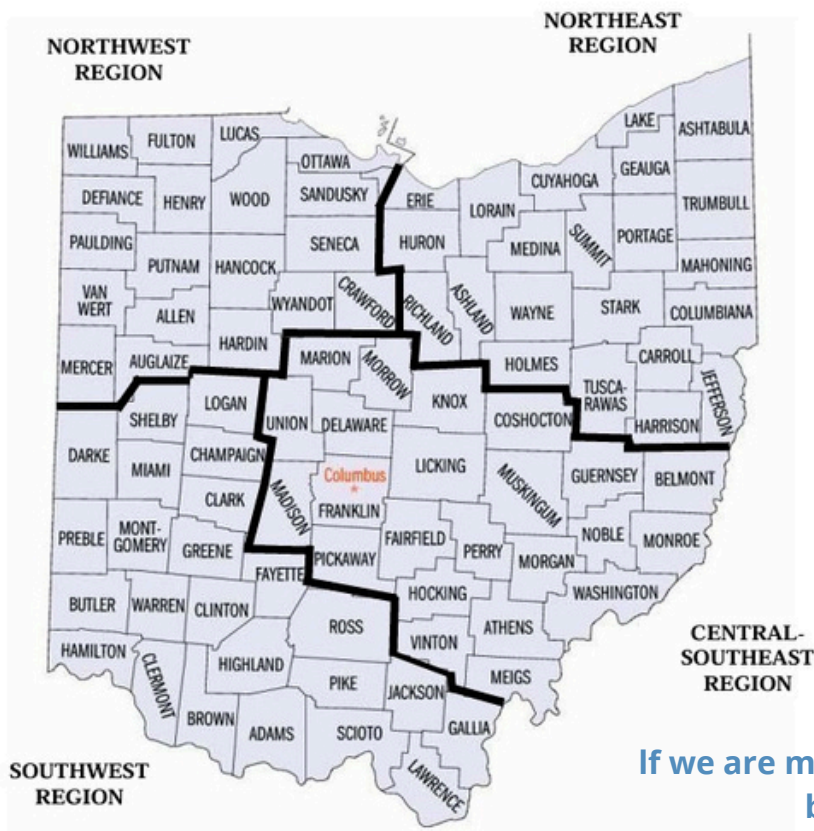 NORTHEAST
REGION
NORTHWEST
REGION
LAKE
ASHTABULA
LUCAS
FULTON
WILLIAMS
OTTAWA
GEAUGA
CUYAHOGA
DEFIANCE
HENRY
WOOD
SANDUSKY
ERIE
LORAIN
TRUMBULL
PAULDING
SENECA
HURON
MEDINA
SUMMIT
PORTAGE
PUTNAM
HANCOCK
MAHONING
VAN
WERT
WYANDOT
CRAWFORD
RICHLAND
ASHLAND
WAYNE
STARK
COLUMBIANA
ALLEN
HARDIN
MERCER
AUGLAIZE
MARION
MORROW
HOLMES
CARROLL
JEFFERSON
TUSCA-
RAWAS
LOGAN
KNOX
SHELBY
UNION
DELAWARE
COSHOCTON
HARRISON
DARKE
CHAMPAIGN
MIAMI
LICKING
GUERNSEY
BELMONT
Columbus
CLARK
MADISON
FRANKLIN
MUSKINGUM
PREBLE
MONT-
GOMERY
GREENE
FAIRFIELD
PERRY
NOBLE
MONROE
PICKAWAY
MORGAN
FAYETTE
HOCKING
WASHINGTON
BUTLER
WARREN
CLINTON
ROSS
ATHENS
VINTON
HAMILTON
CLERMONT
HIGHLAND
PIKE
JACKSON
MEIGS
CENTRAL-
SOUTHEAST
REGION
BROWN
ADAMS
SCIOTO
GALLIA
LAWRENCE
SOUTHWEST
REGION
If we are m
b